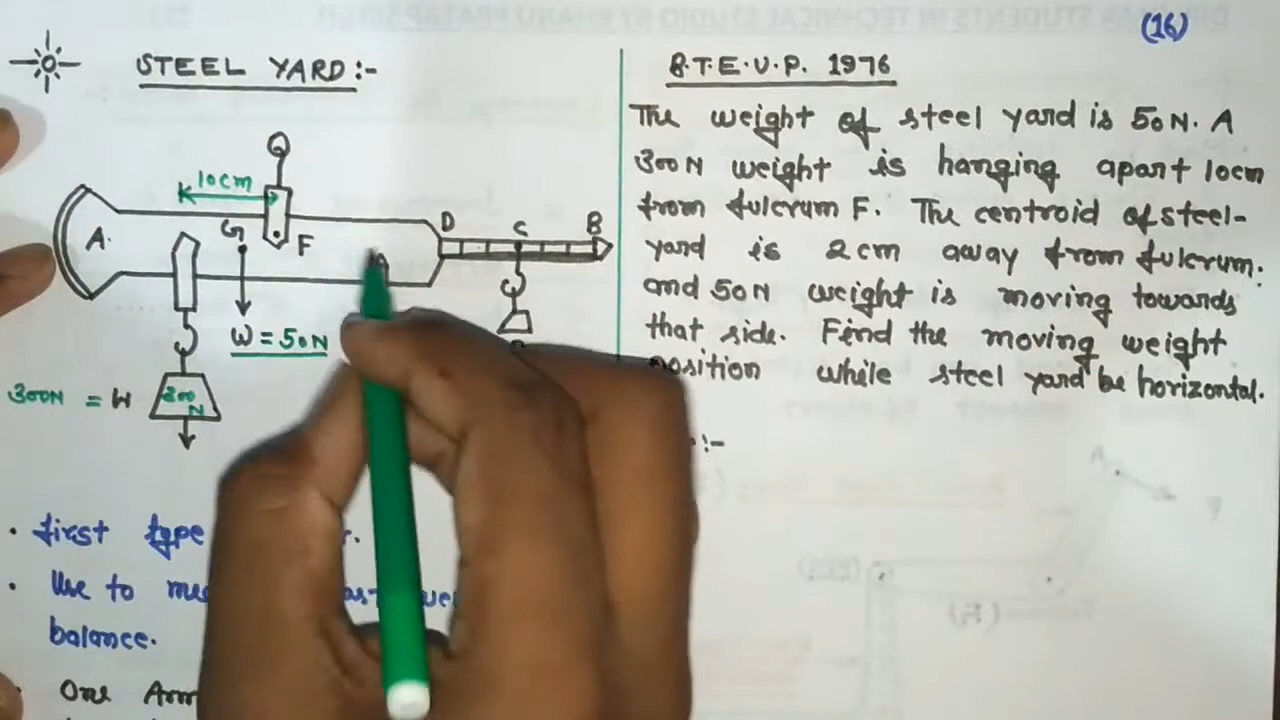 (16)
STEEL YARD:-
10cm
A.
G
F
D
C
B
W = 50N
300N = W
300
N
• first type
• Use to
balance.
One Arm
B.T.E.U.P. 1976
The weight of steel yard is 50N. A
300N weight is hanging apart 10cm
from fulcrum F. The centroid of steel-
yard is 2cm away from fulcrum.
and 50N weight is moving towards
that side. Find the moving weight
position while steel yard be horizontal.
:-